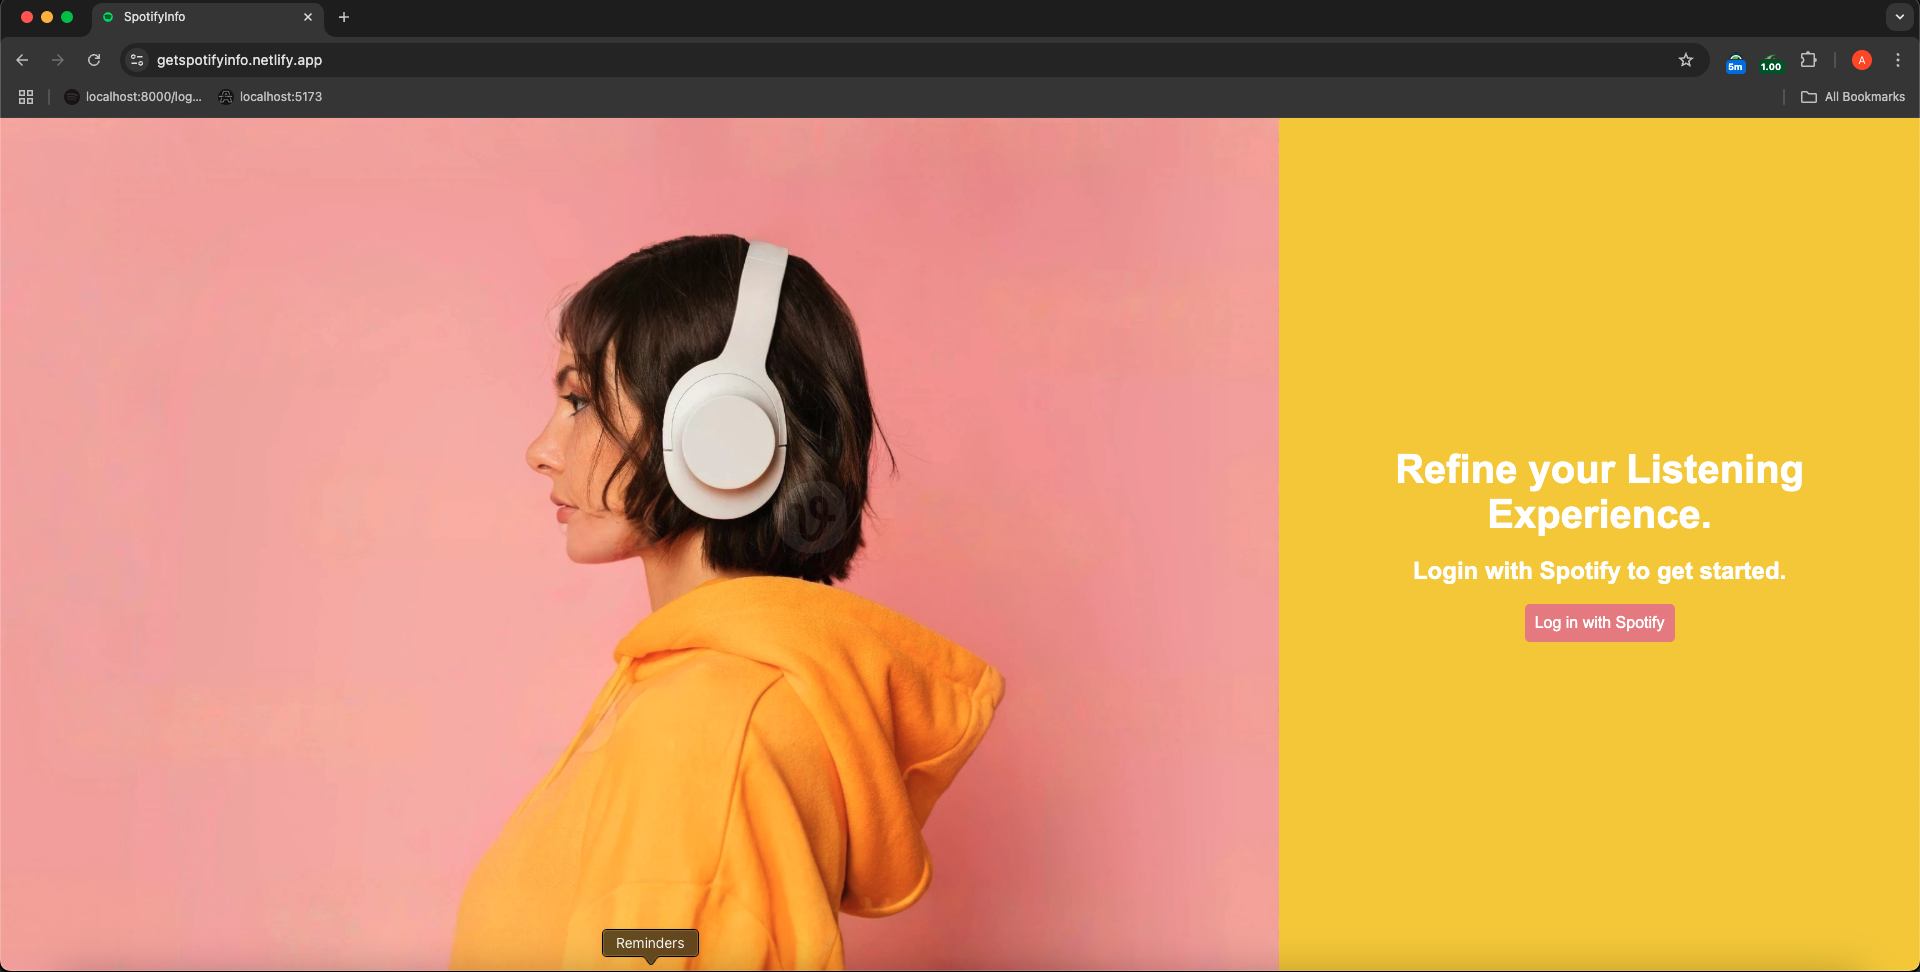 SpotifyInfo
getspotifyinfo.netlify.app
5m
1.00
A
localhost:8000/log...
localhost:5173
All Bookmarks
Refine your Listening
Experience.
Login with Spotify to get started.
Log in with Spotify
Reminders